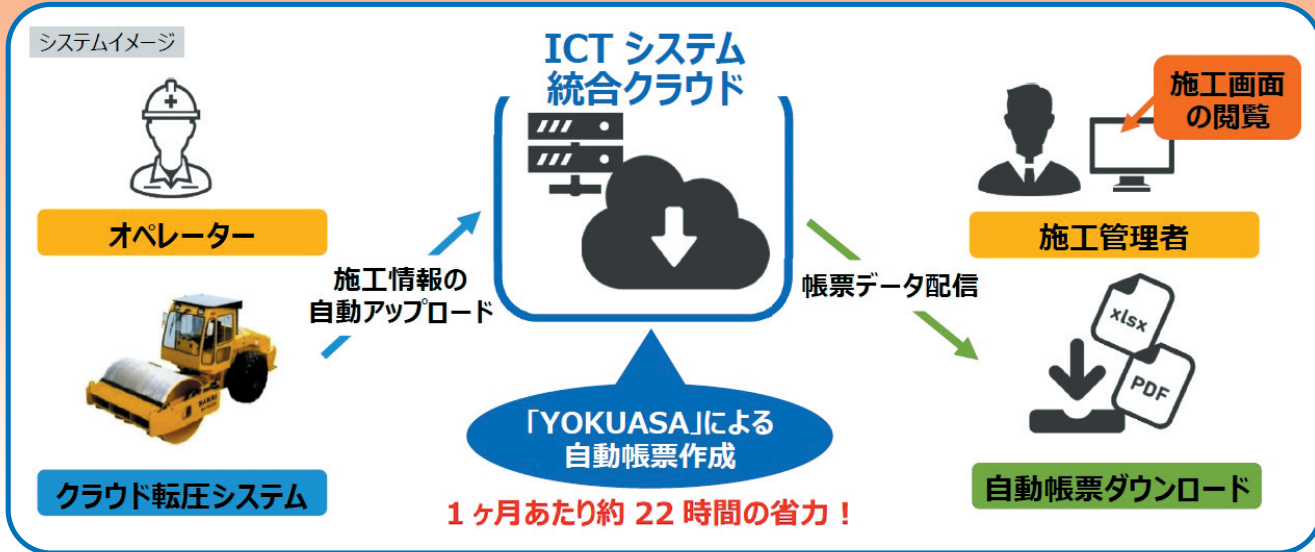 システムイメージ
ICT システム
統合クラウド
施工画面
の閲覧
オペレーター
施工管理者
施工情報の
自動アップロード
帳票データ配信
xlsx
PDF
「YOKUASA」による
自動帳票作成
クラウド転圧システム
自動帳票ダウンロード
1ヶ月あたり約 22 時間の省力！